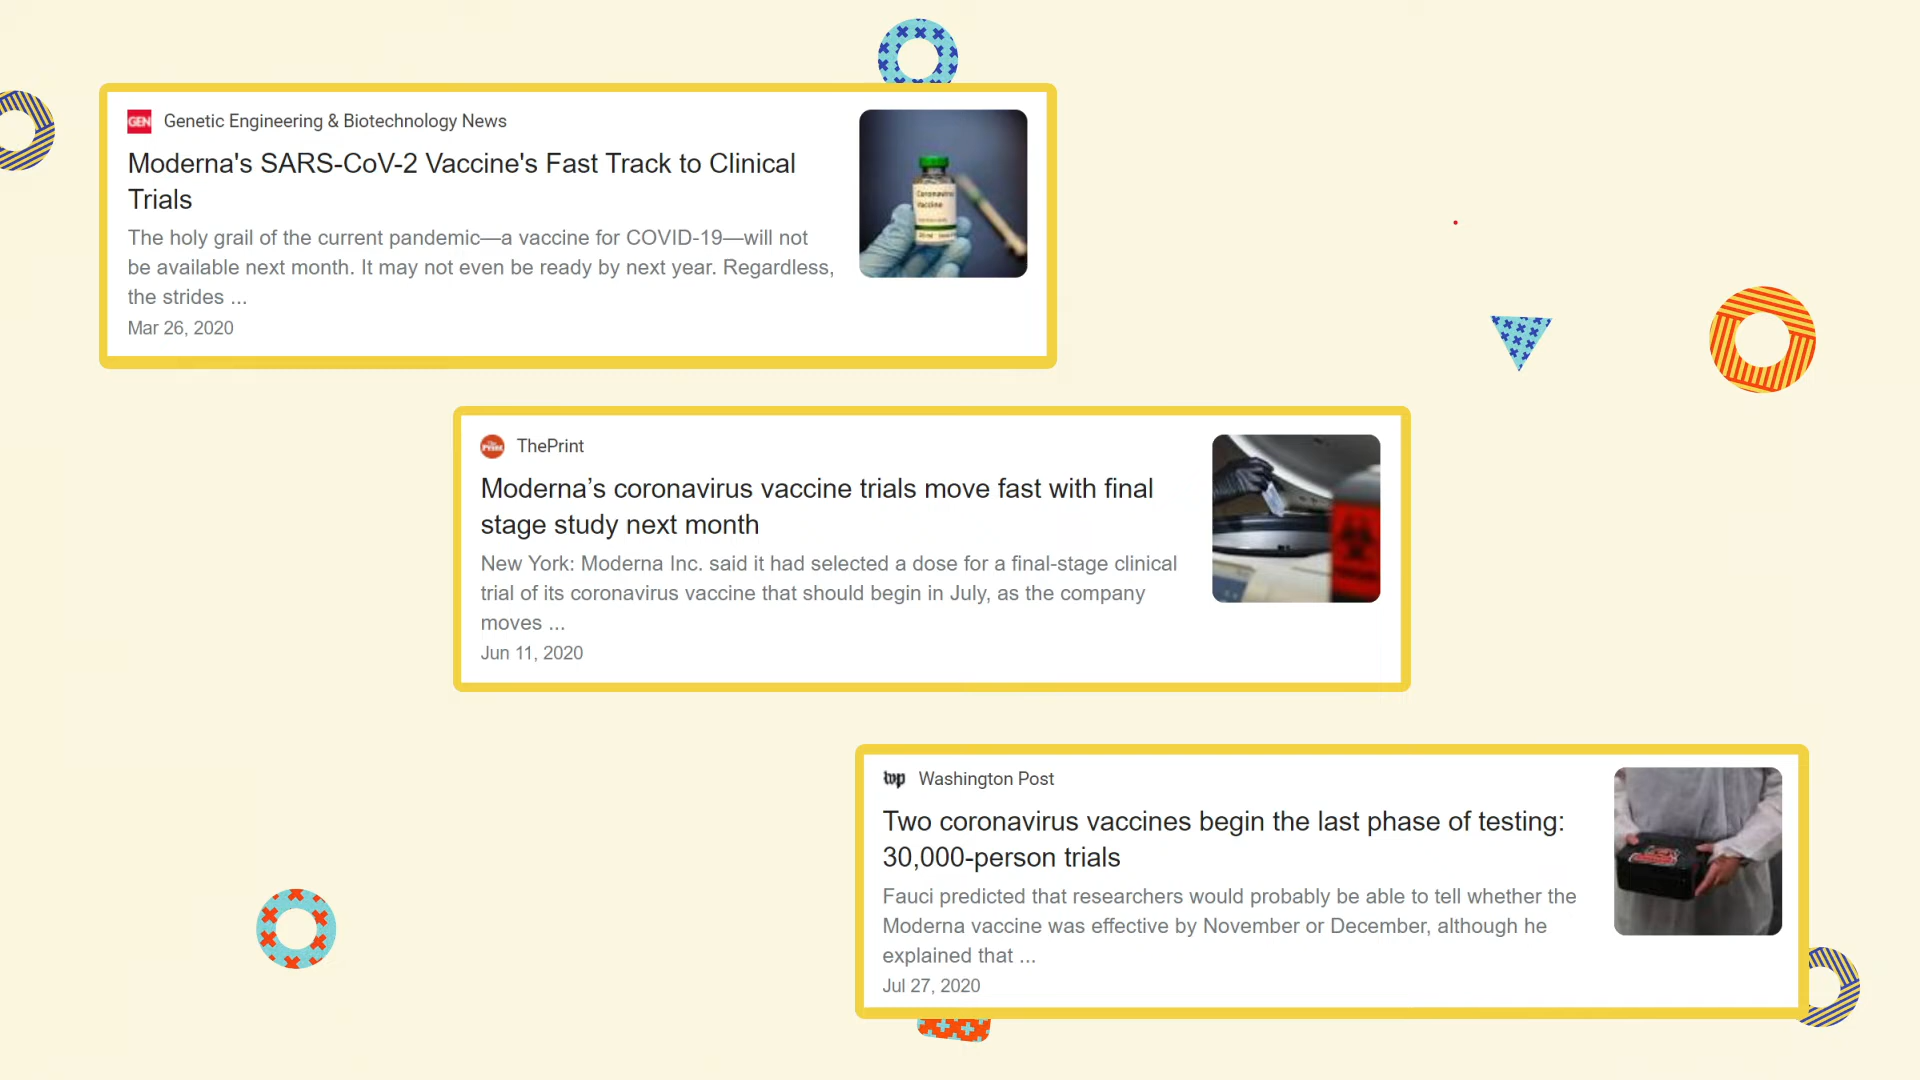 GEN Genetic Engineering & Biotechnology News
Moderna's SARS-CoV-2 Vaccine's Fast Track to Clinical
Trials
The holy grail of the current pandemic—a vaccine for COVID-19—will not
be available next month. It may not even be ready by next year. Regardless,
the strides ...
Mar 26, 2020
Coronavirus
Vaccine
The Print ThePrint
Moderna’s coronavirus vaccine trials move fast with final
stage study next month
New York: Moderna Inc. said it had selected a dose for a final-stage clinical
trial of its coronavirus vaccine that should begin in July, as the company
moves ...
Jun 11, 2020
wp Washington Post
Two coronavirus vaccines begin the last phase of testing:
30,000-person trials
Fauci predicted that researchers would probably be able to tell whether the
Moderna vaccine was effective by November or December, although he
explained that ...
Jul 27, 2020